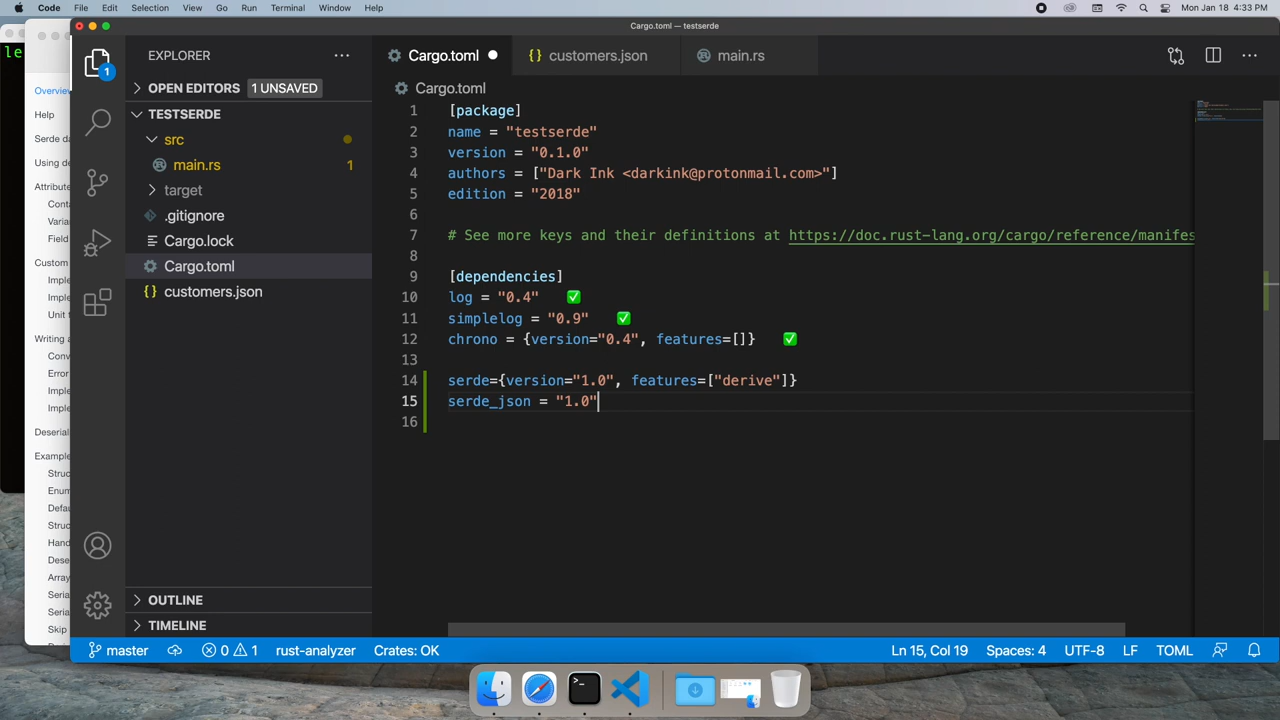 Code File Edit Selection View Go Run Terminal Window Help Mon Jan 18 4:33 PM
Cargo.toml — testserde
le
Overview
Help
Serde da
Using de
Attribute
Conta
Varia
Field
Custom
Imple
Imple
Unit t
Writing a
Conv
Error
Imple
Imple
Deserial
Example
Struc
Enum
Defau
Struc
Hand
Dese
Array
Seria
Seria
Skip
EXPLORER
OPEN EDITORS 1 UNSAVED
TESTSERDE
src
main.rs 1
target
.gitignore
Cargo.lock
Cargo.toml
customers.json
OUTLINE
TIMELINE
1
Cargo.toml customers.json main.rs
Cargo.toml
1 [package]
2 name = "testserde"
3 version = "0.1.0"
4 authors = ["Dark Ink <darkink@protonmail.com>"]
5 edition = "2018"
6
7 # See more keys and their definitions at https://doc.rust-lang.org/cargo/reference/manifes
8
9 [dependencies]
10 log = "0.4" ✅
11 simplelog = "0.9" ✅
12 chrono = {version="0.4", features=[]} ✅
13
14 serde={version="1.0", features=["derive"]}
15 serde_json = "1.0"
16
master 0 1 rust-analyzer Crates: OK Ln 15, Col 19 Spaces: 4 UTF-8 LF TOML